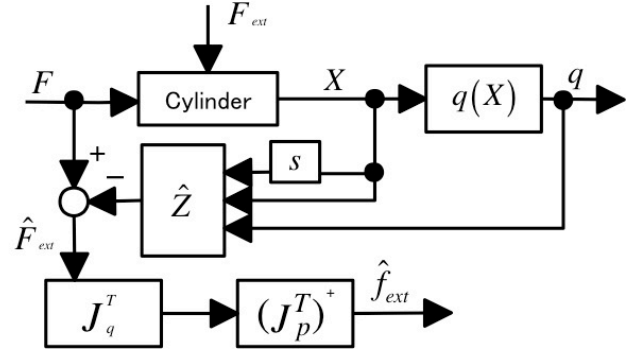 F_ext
F
Cylinder
X
q(X)
q
+
−
s
Ẑ
F̂_ext
J_q^T
(J_p^T)^+
f̂_ext